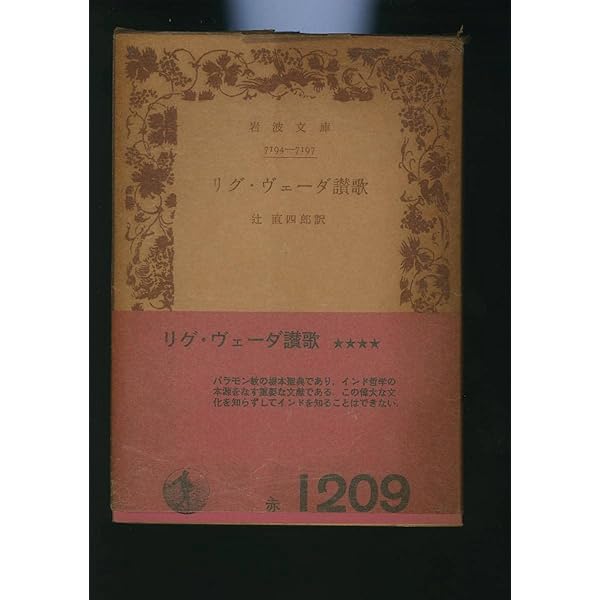 岩波文庫
7194—7197
リグ・ヴェーダ讃歌
辻直四郎訳
リグ・ヴェーダ讃歌 ★★★★
バラモン教の根本聖典であり、インド哲学の
本源をなす重要な文献である。この偉大な文
化を知らずしてインドを知ることはできない。
赤 1209